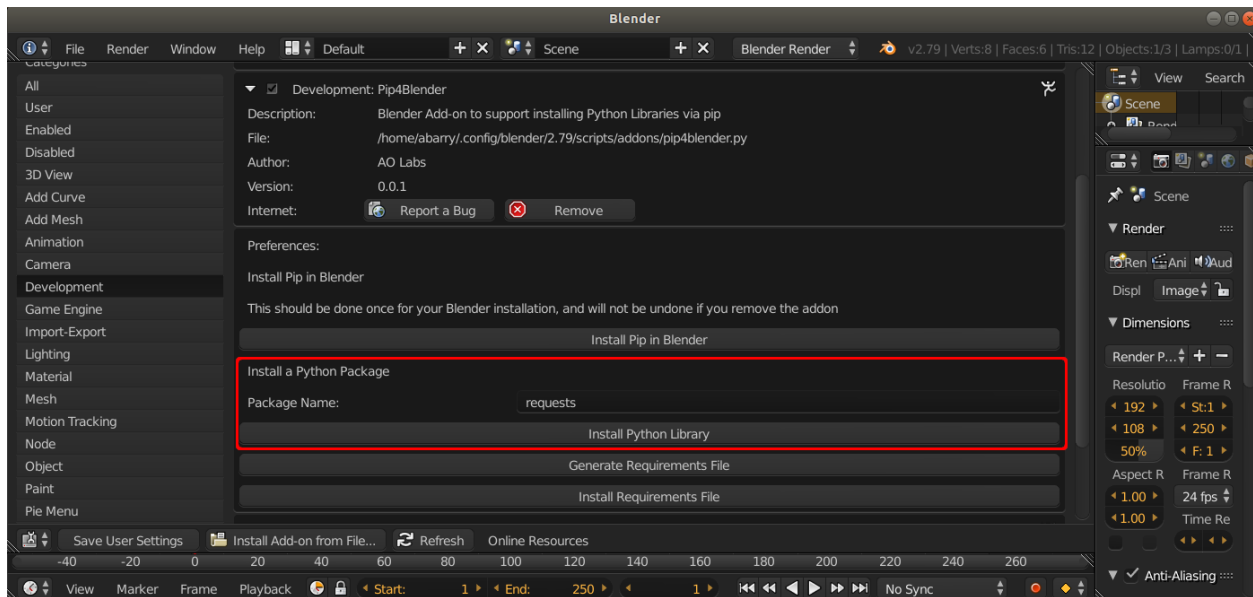 Blender
File Render Window Help Default Scene Blender Render v2.79 | Verts:8 | Faces:6 | Tris:12 | Objects:1/3 | Lamps:0/1 |
Categories
All
User
Enabled
Disabled
3D View
Add Curve
Add Mesh
Animation
Camera
Development
Game Engine
Import-Export
Lighting
Material
Mesh
Motion Tracking
Node
Object
Paint
Pie Menu
Development: Pip4Blender
Description: Blender Add-on to support installing Python Libraries via pip
File: /home/abarry/.config/blender/2.79/scripts/addons/pip4blender.py
Author: AO Labs
Version: 0.0.1
Internet: Report a Bug Remove
Preferences:
Install Pip in Blender
This should be done once for your Blender installation, and will not be undone if you remove the addon
Install Pip in Blender
Install a Python Package
Package Name: requests
Install Python Library
Generate Requirements File
Install Requirements File
Save User Settings Install Add-on from File... Refresh Online Resources
-40 -20 0 20 40 60 80 100 120 140 160 180 200 220 240 260
View Marker Frame Playback Start: 1 End: 250 1 No Sync
View Search
Scene
Scene
Render
Ren Ani Aud
Displ Image
Dimensions
Render P...
Resolutio Frame R
192 St:1
108 250
50% F: 1
Aspect R Frame R
1.00 24 fps
1.00 Time Re
Anti-Aliasing